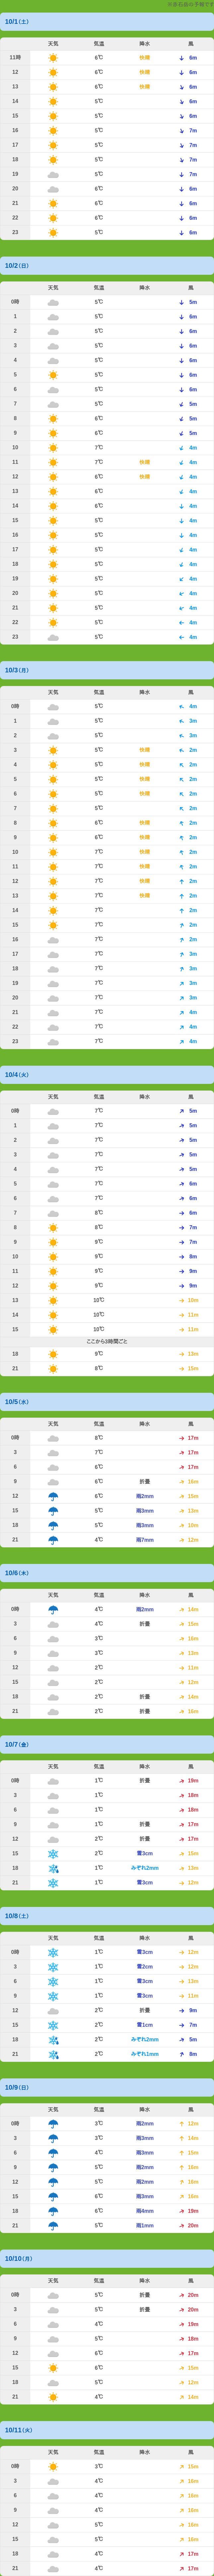 10/1(土)
天気 気温 降水 風
11時 6℃ 快晴 6m
12 6℃ 快晴 6m
13 6℃ 快晴 6m
14 5℃ 5m
15 5℃ 6m
16 5℃ 7m
17 5℃ 7m
18 5℃ 7m
19 5℃ 7m
20 6℃ 6m
21 6℃ 6m
22 6℃ 6m
23 5℃ 6m
10/2(日)
天気 気温 降水 風
0時 5℃ 5m
1 5℃ 6m
2 5℃ 6m
3 5℃ 6m
4 5℃ 6m
5 6℃ 6m
6 5℃ 6m
7 5℃ 5m
8 6℃ 5m
9 6℃ 5m
10 7℃ 4m
11 7℃ 快晴 4m
12 6℃ 快晴 4m
13 6℃ 4m
14 6℃ 4m
15 5℃ 4m
16 5℃ 4m
17 5℃ 4m
18 5℃ 4m
19 5℃ 4m
20 5℃ 4m
21 5℃ 4m
22 5℃ 4m
23 5℃ 4m
10/3(月)
天気 気温 降水 風
0時 5℃ 4m
1 5℃ 3m
2 5℃ 3m
3 5℃ 快晴 2m
4 5℃ 快晴 2m
5 5℃ 快晴 2m
6 5℃ 快晴 2m
7 5℃ 2m
8 6℃ 快晴 2m
9 6℃ 快晴 2m
10 7℃ 快晴 2m
11 7℃ 快晴 2m
12 7℃ 快晴 2m
13 7℃ 快晴 2m
14 7℃ 2m
15 7℃ 2m
16 7℃ 2m
17 7℃ 3m
18 7℃ 3m
19 7℃ 3m
20 7℃ 3m
21 7℃ 4m
22 7℃ 4m
23 7℃ 4m
10/4(火)
天気 気温 降水 風
0時 7℃ 5m
1 7℃ 5m
2 7℃ 5m
3 7℃ 5m
4 7℃ 5m
5 7℃ 6m
6 7℃ 6m
7 8℃ 6m
8 8℃ 7m
9 9℃ 7m
10 9℃ 8m
11 9℃ 9m
12 9℃ 9m
13 10℃ 10m
14 10℃ 11m
15 10℃ 11m
ここから3時間ごと
18 9℃ 13m
21 8℃ 15m
10/5(水)
天気 気温 降水 風
0時 8℃ 17m
3 7℃ 17m
6 6℃ 17m
9 6℃ 折畳 16m
12 6℃ 雨2mm 15m
15 5℃ 雨3mm 13m
18 5℃ 雨3mm 10m
21 4℃ 雨7mm 12m
10/6(木)
天気 気温 降水 風
0時 4℃ 雨2mm 14m
3 4℃ 折畳 15m
6 3℃ 16m
9 3℃ 13m
12 2℃ 11m
15 2℃ 12m
18 2℃ 折畳 14m
21 2℃ 折畳 16m
10/7(金)
天気 気温 降水 風
0時 1℃ 折畳 19m
3 1℃ 18m
6 1℃ 18m
9 1℃ 折畳 17m
12 2℃ 折畳 17m
15 2℃ 雪3cm 15m
18 1℃ みぞれ2mm 13m
21 1℃ 雪3cm 12m
10/8(土)
天気 気温 降水 風
0時 1℃ 雪3cm 12m
3 1℃ 雪2cm 12m
6 1℃ 雪3cm 13m
9 1℃ 雪3cm 11m
12 2℃ 折畳 9m
15 2℃ 雪1cm 7m
18 2℃ みぞれ2mm 5m
21 2℃ みぞれ1mm 8m
10/9(日)
天気 気温 降水 風
0時 3℃ 雨2mm 12m
3 3℃ 雨3mm 14m
6 4℃ 雨3mm 15m
9 5℃ 雨2mm 16m
12 5℃ 雨2mm 16m
15 6℃ 雨3mm 16m
18 6℃ 雨4mm 19m
21 5℃ 雨1mm 20m
10/10(月)
天気 気温 降水 風
0時 5℃ 折畳 20m
3 5℃ 折畳 20m
6 4℃ 19m
9 5℃ 18m
12 6℃ 17m
15 6℃ 15m
18 5℃ 12m
21 4℃ 14m
10/11(火)
天気 気温 降水 風
0時 3℃ 15m
3 4℃ 16m
6 4℃ 16m
9 4℃ 16m
12 5℃ 16m
15 5℃ 16m
18 4℃ 17m
21 4℃ 17m